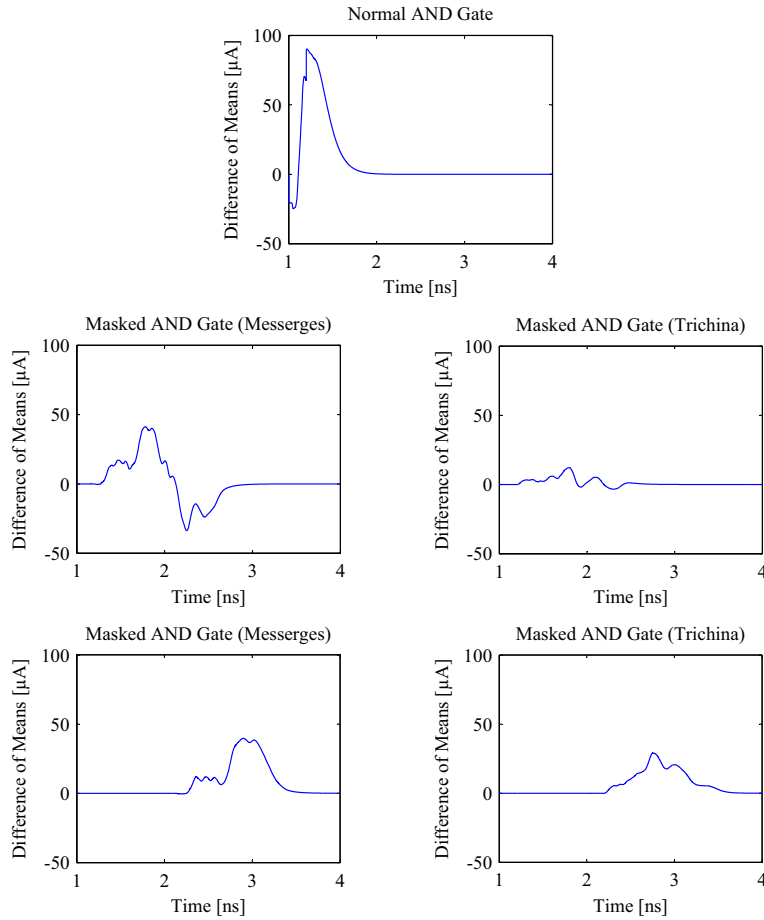 Normal AND Gate
Difference of Means [µA]
100
50
0
-50
1 2 3 4
Time [ns]
Masked AND Gate (Messerges)
Difference of Means [µA]
100
50
0
-50
1 2 3 4
Time [ns]
Masked AND Gate (Trichina)
Difference of Means [µA]
100
50
0
-50
1 2 3 4
Time [ns]
Masked AND Gate (Messerges)
Difference of Means [µA]
100
50
0
-50
1 2 3 4
Time [ns]
Masked AND Gate (Trichina)
Difference of Means [µA]
100
50
0
-50
1 2 3 4
Time [ns]